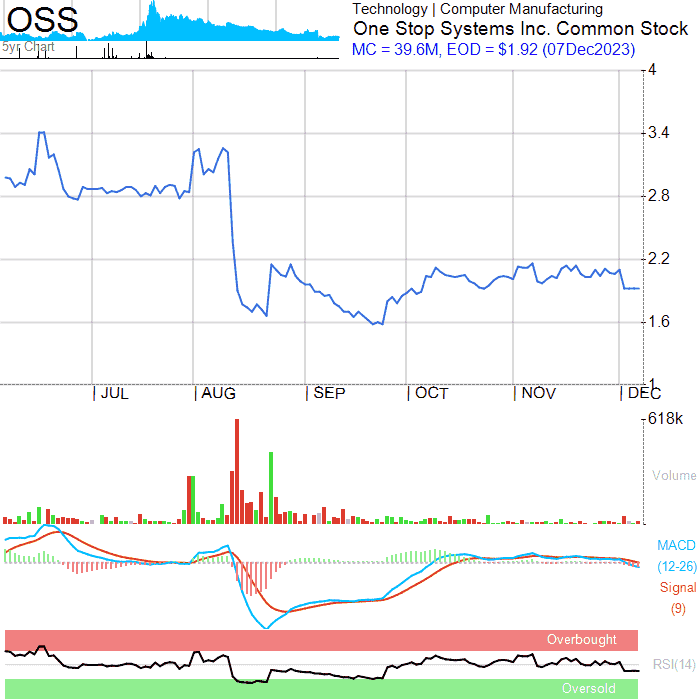 OSS
5yr Chart
Technology | Computer Manufacturing
One Stop Systems Inc. Common Stock
MC = 39.6M, EOD = $1.92 (07Dec2023)
4
3.4
2.8
2.2
1.6
1
JUL AUG SEP OCT NOV DEC
618k
Volume
MACD
(12-26)
Signal
(9)
Overbought
RSI(14)
Oversold